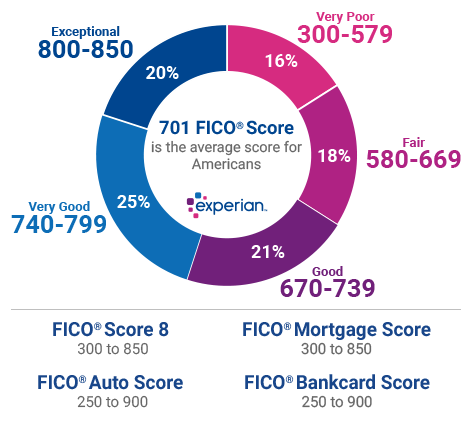 Very Poor
300-579
16%
Exceptional
800-850
20%
Fair
580-669
18%
701 FICO® Score
is the average score for
Americans
experian™
Very Good
740-799
25%
21%
Good
670-739
FICO® Score 8
300 to 850
FICO® Mortgage Score
300 to 850
FICO® Auto Score
250 to 900
FICO® Bankcard Score
250 to 900